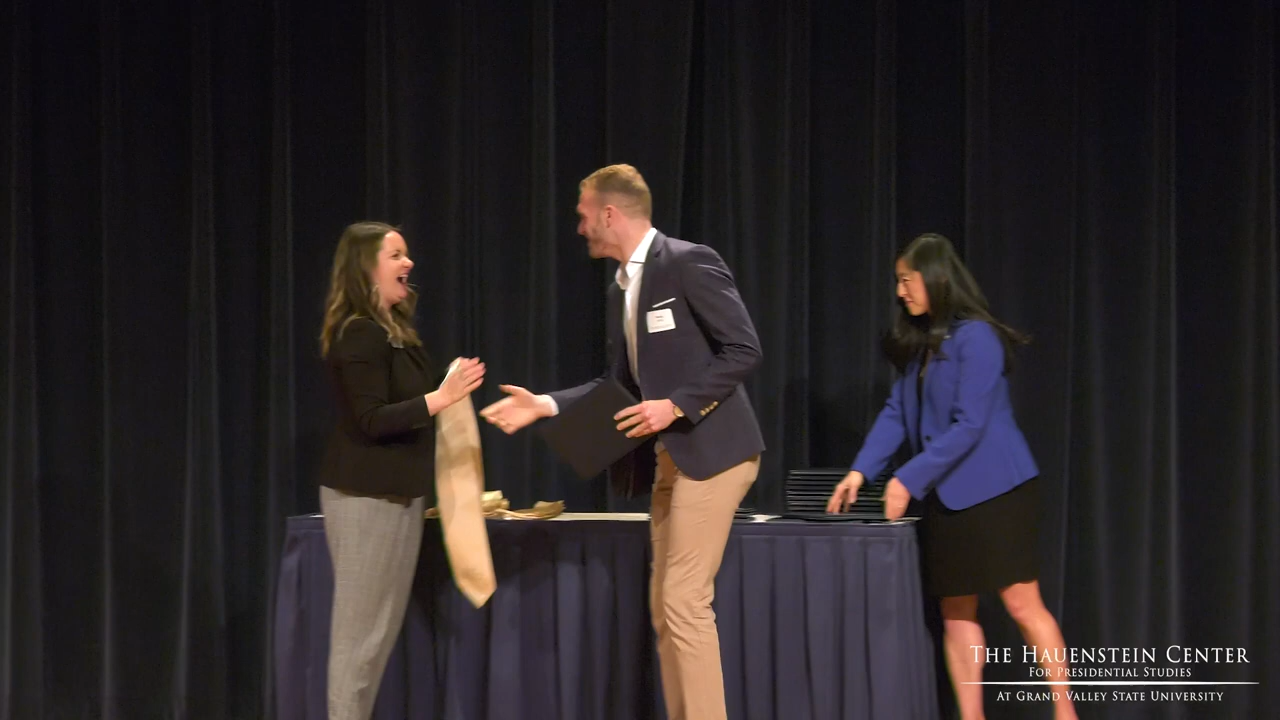 The Hauenstein Center
For Presidential Studies
At Grand Valley State University